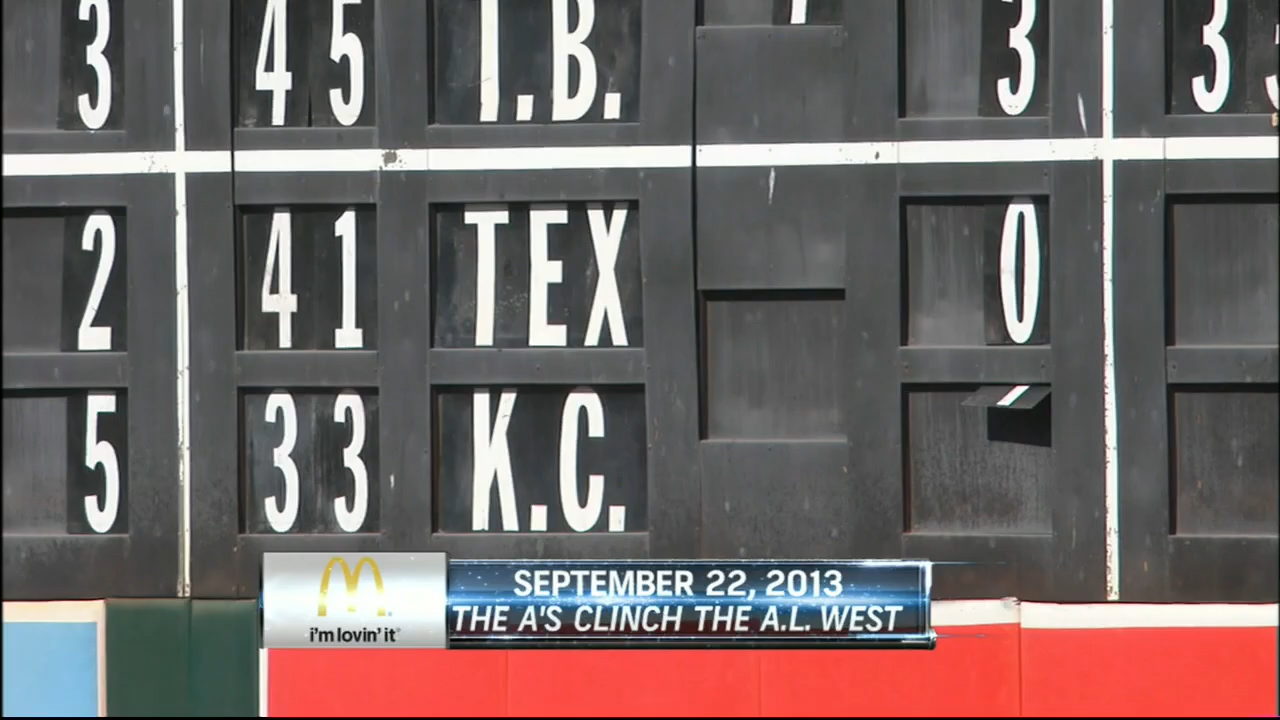 3 45 T.B. 3 3
2 41 TEX 0
5 33 K.C.
SEPTEMBER 22, 2013
THE A'S CLINCH THE A.L. WEST
i'm lovin' it